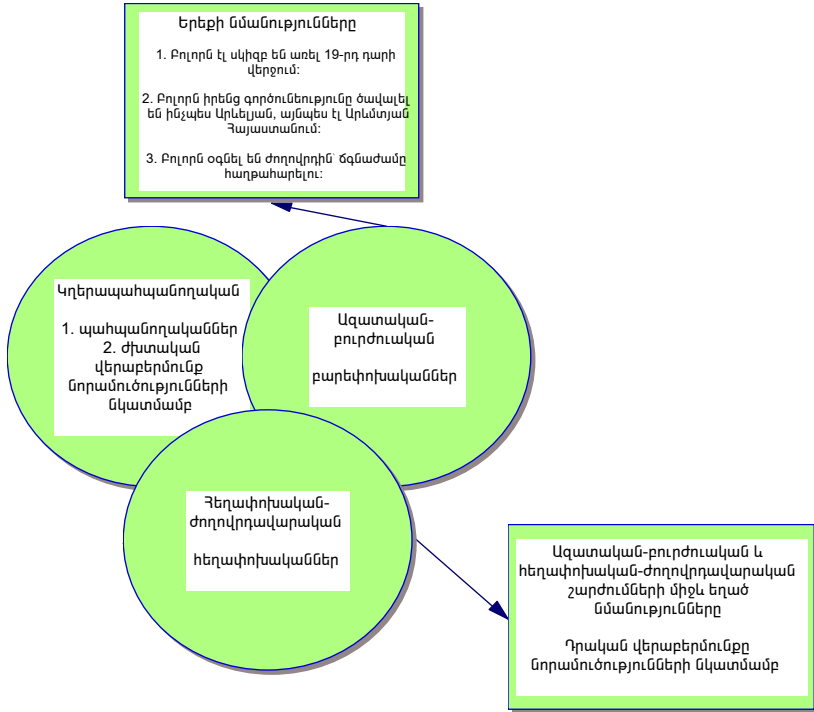 Երեքի նմանությունները
1. Բոլորն էլ սկիզբ են առել 19-րդ դարի
վերջում:
2. Բոլորն իրենց գործունեությունը ծավալել
են ինչպես Արևելյան, այնպես էլ Արևմտյան
Հայաստանում:
3. Բոլորն օգնել են ժողովրդին՝ ճգնաժամը
հաղթահարելու:
Կղերապահպանողական
1. պահպանողականներ
2. ժխտական
վերաբերմունք
նորամուծությունների
նկատմամբ
Ազատական-
բուրժուական
բարեփոխականներ
Հեղափոխական-
ժողովրդավարական
հեղափոխականներ
Ազատական-բուրժուական և
հեղափոխական-ժողովրդավարական
շարժումների միջև եղած
նմանությունները
Դրական վերաբերմունքը
նորամուծությունների նկատմամբ